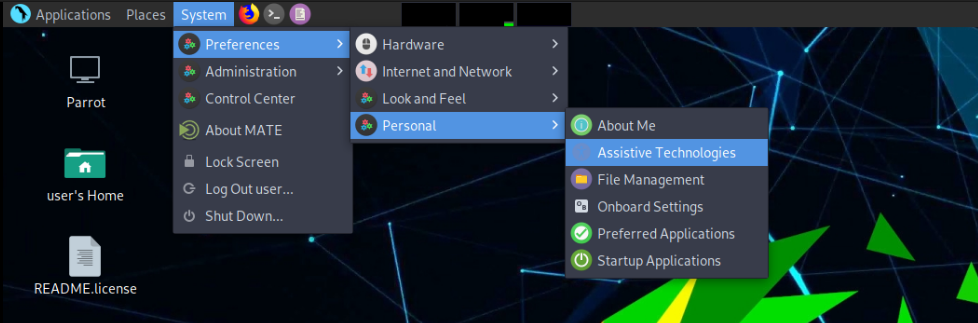 Applications Places System
Preferences
Administration
Control Center
About MATE
Lock Screen
Log Out user...
Shut Down...
Hardware
Internet and Network
Look and Feel
Personal
About Me
Assistive Technologies
File Management
Onboard Settings
Preferred Applications
Startup Applications
Parrot
user's Home
README.license